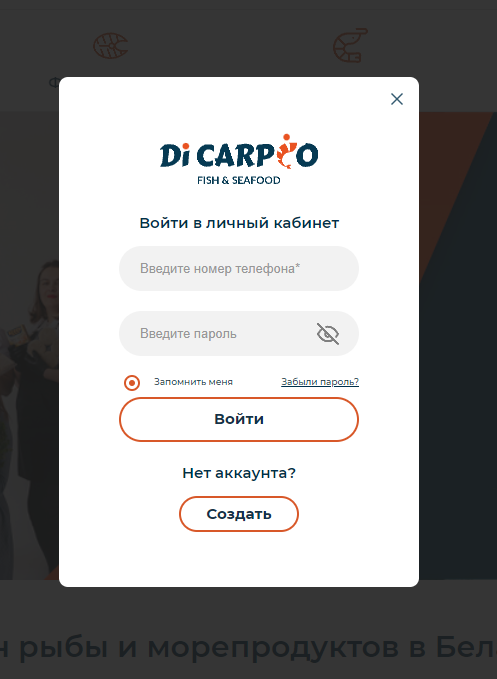 Di CARPIO
FISH & SEAFOOD
Войти в личный кабинет
Введите номер телефона*
Введите пароль
Запомнить меня
Забыли пароль?
Войти
Нет аккаунта?
Создать
рыбы и морепродуктов в